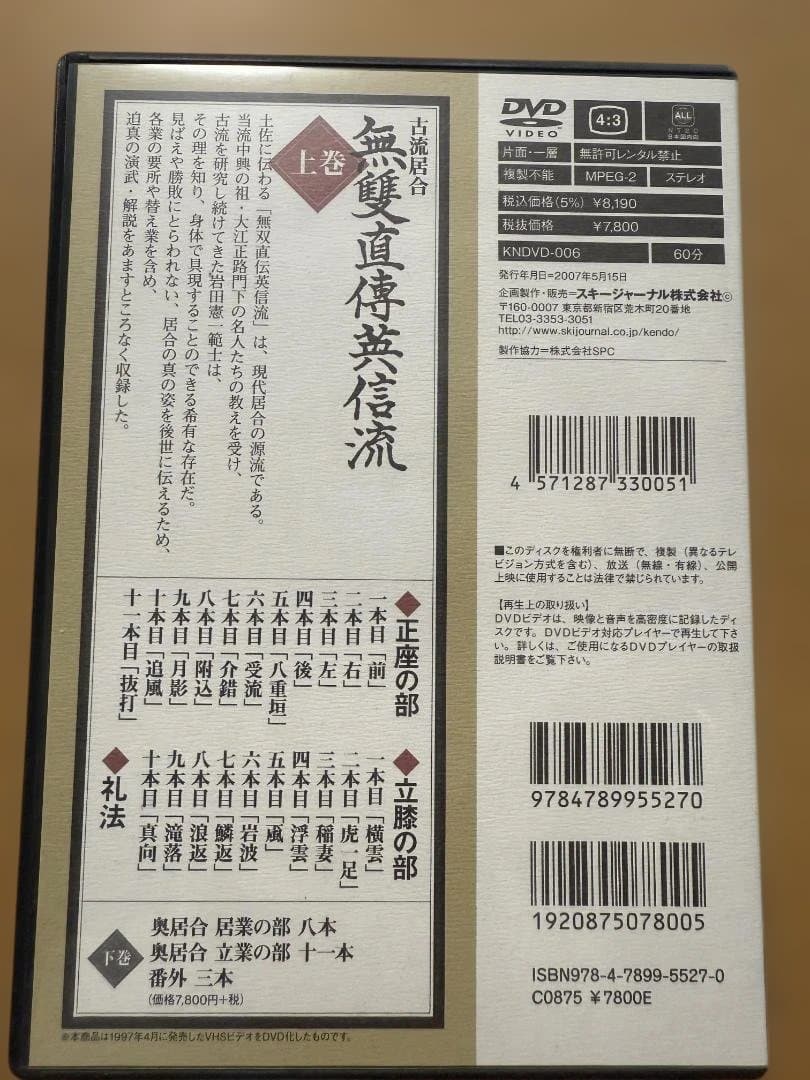 古流居合
無雙直傳英信流
上巻
土佐に伝わる「無双直伝英信流」は、現代居合の源流である。
当流中興の祖・大江正路門下の名人たちの教えを受け、
古流を研究し続けてきた岩田憲一範士は、
その理を知り、身体で具現することのできる希有な存在だ。
見ばえや勝敗にとらわれない、居合の真の姿を後世に伝えるため、
各業の要所や替え業を含め、
迫真の演武・解説をあますところなく収録した。
◆正座の部
一本目「前」
二本目「右」
三本目「左」
四本目「後」
五本目「八重垣」
六本目「受流」
七本目「介錯」
八本目「附込」
九本目「月影」
十本目「追風」
十一本目「抜打」
◆立膝の部
一本目「横雲」
二本目「虎一足」
三本目「稲妻」
四本目「浮雲」
五本目「颪」
六本目「岩波」
七本目「鱗返」
八本目「浪返」
九本目「滝落」
十本目「真向」
◆礼法
下巻
奥居合 居業の部 八本
奥居合 立業の部 十一本
番外 三本
(価格7,800円+税)
※本商品は1997年4月に発売したVHSビデオをDVD化したものです。
DVD VIDEO
4:3
ALL
NTSC
日本国内向
片面・一層
無許可レンタル禁止
複製不能
MPEG-2
ステレオ
税込価格(5%) ¥8,190
税抜価格 ¥7,800
KNDVD-006
60分
発行年月日=2007年5月15日
企画製作・販売=スキージャーナル株式会社©
〒160-0007 東京都新宿区荒木町20番地
TEL03-3353-3051
http://www.skijournal.co.jp/kendo/
製作協力=株式会社SPC
4 571287 330051
■このディスクを権利者に無断で、複製（異なるテレ
ビジョン方式を含む）、放送（無線・有線）、公開
上映に使用することは法律で禁じられています。
【再生上の取り扱い】
DVDビデオは、映像と音声を高密度に記録したディ
スクです。DVDビデオ対応プレイヤーで再生して下さ
い。詳しくは、ご使用になるDVDプレイヤーの取扱
説明書をご覧下さい。
9784789955270
1920875078005
ISBN978-4-7899-5527-0
C0875 ¥7800E